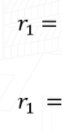 r₁ =
r₁ =